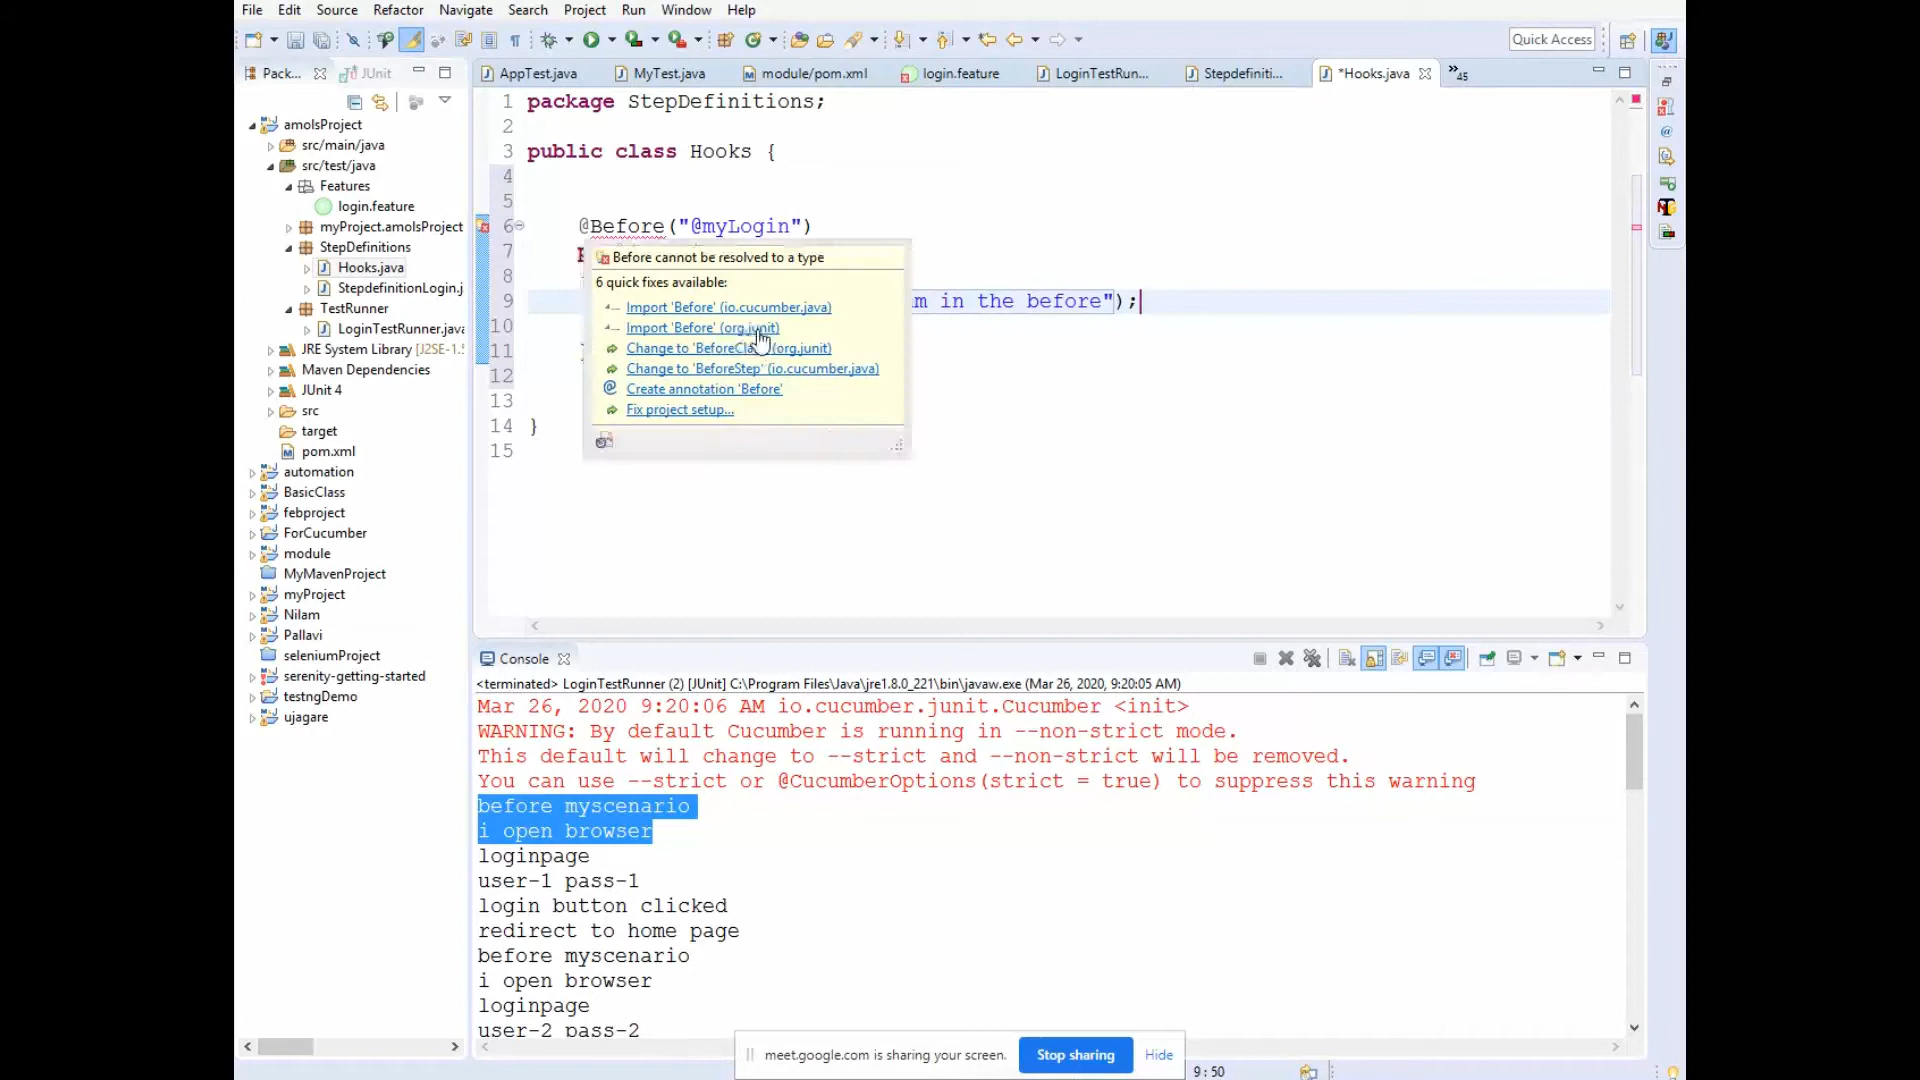 File Edit Source Refactor Navigate Search Project Run Window Help
Quick Access
Pack... JUnit
AppTest.java MyTest.java module/pom.xml login.feature LoginTestRun... Stepdefiniti... *Hooks.java »45
amolsProject
src/main/java
src/test/java
Features
login.feature
myProject.amolsProject
StepDefinitions
Hooks.java
StepdefinitionLogin.j
TestRunner
LoginTestRunner.java
JRE System Library [J2SE-1.5
Maven Dependencies
JUnit 4
src
target
pom.xml
automation
BasicClass
febproject
ForCucumber
module
MyMavenProject
myProject
Nilam
Pallavi
seleniumProject
serenity-getting-started
testngDemo
ujagare
1 package StepDefinitions;
2
3 public class Hooks {
4
5
6 @Before("@myLogin")
7
8
9 m in the before");
10
11
12
13
14 }
15
Before cannot be resolved to a type
6 quick fixes available:
Import 'Before' (io.cucumber.java)
Import 'Before' (org.junit)
Change to 'BeforeCla (org.junit)
Change to 'BeforeStep' (io.cucumber.java)
Create annotation 'Before'
Fix project setup...
Console
<terminated> LoginTestRunner (2) [JUnit] C:\Program Files\Java\jre1.8.0_221\bin\javaw.exe (Mar 26, 2020, 9:20:05 AM)
Mar 26, 2020 9:20:06 AM io.cucumber.junit.Cucumber <init>
WARNING: By default Cucumber is running in --non-strict mode.
This default will change to --strict and --non-strict will be removed.
You can use --strict or @CucumberOptions(strict = true) to suppress this warning
before myscenario
i open browser
loginpage
user-1 pass-1
login button clicked
redirect to home page
before myscenario
i open browser
loginpage
user-2 pass-2
meet.google.com is sharing your screen. Stop sharing Hide
9 : 50